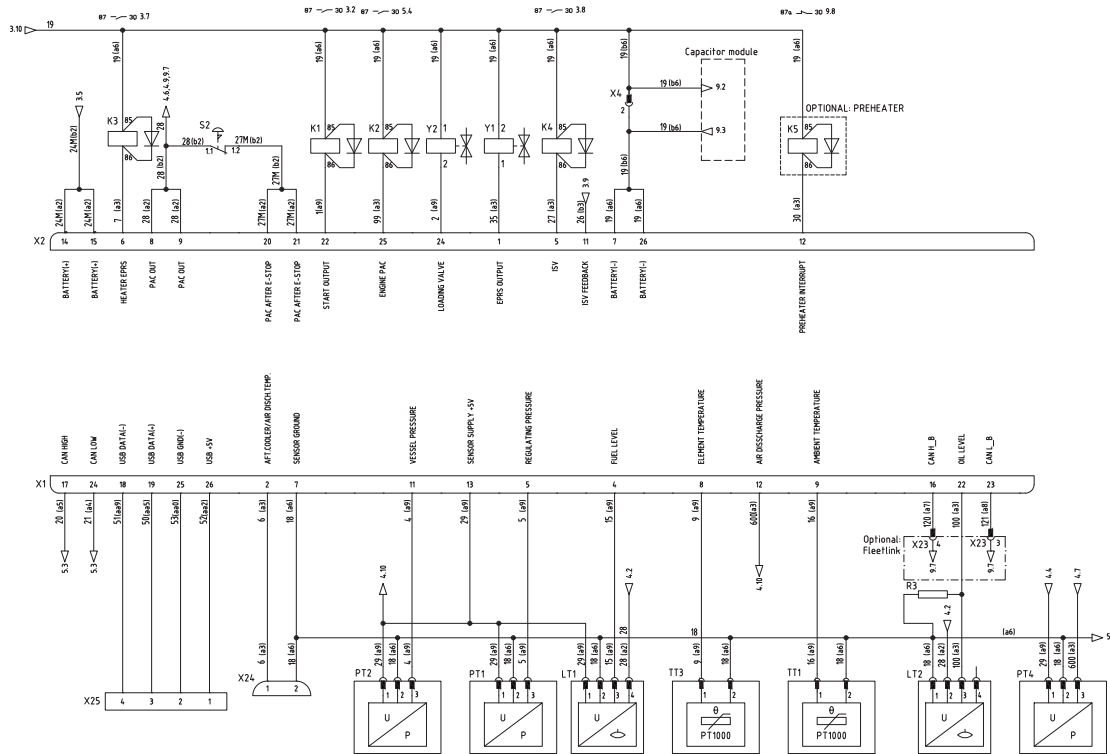 87 30 3.7
87 30 3.2
87 30 5.4
87 30 3.8
87a 30 9.8
3.10
19
19 (a6)
19(a6)
19 (a6)
19 (a6)
19 (a6)
19 (a6)
19(b6)
19 (a6)
Capacitor module
3.5
4.6,4.9,9.7
28
19 (b6)
9.2
X4
2
OPTIONAL: PREHEATER
K3
85
86
S2
28(b2)
1.1
1.2
27M(b2)
K1
85
86
K2
85
86
Y2
1
2
Y1
2
1
K4
85
86
19 (b6)
9.3
K5
85
86
24M(b2)
28 (b2)
27M (b2)
3.9
19(b6)
24M(a2)
24M(a2)
7 (a3)
28 (a2)
28 (a2)
27M(a2)
27M(a2)
1(a9)
99 (a3)
2 (a9)
35 (a3)
27 (a3)
26 (b3)
19 (a6)
19 (a6)
30 (a3)
X2
14 15 6 8 9 20 21 22 25 24 1 5 11 7 26 12
BATTERY(+)
BATTERY(+)
HEATER EPRS
PAC OUT
PAC OUT
PAC AFTER E-STOP
PAC AFTER E-STOP
START OUTPUT
ENGINE PAC
LOADING VALVE
EPRS OUTPUT
ISV
ISV FEEDBACK
BATTERY(-)
BATTERY(-)
PREHEATER INTERRUPT
CAN HIGH
CAN LOW
USB DATA(-)
USB DATA(+)
USB GND(-)
USB +5V
AFT.COOLER/AIR DISCH.TEMP.
SENSOR GROUND
VESSEL PRESSURE
SENSOR SUPPLY +5V
REGULATING PRESSURE
FUEL LEVEL
ELEMENT TEMPERATURE
AIR DISSCHARGE PRESSURE
AMBIENT TEMPERATURE
CAN H_B
OIL LEVEL
CAN L_B
X1
17 24 18 19 25 26 2 7 11 13 5 4 8 12 9 16 22 23
20 (a5)
21 (a4)
51(aa9)
50(aa5)
53(aa0)
52(aa2)
6 (a3)
18 (a6)
4 (a9)
29 (a9)
5 (a9)
15 (a9)
9 (a9)
600(a3)
16 (a9)
120 (a7)
100 (a3)
121 (a8)
5.3
5.3
Optional:
Fleetlink
X23 4
X23 3
9.7
9.7
4.10
4.2
4.10
R3
4.2
4.4
4.7
28
18
(a6)
5
6 (a3)
18 (a6)
29 (a9)
18 (a6)
4 (a9)
29 (a9)
18 (a6)
5 (a9)
29 (a9)
18 (a6)
15 (a9)
28 (a2)
9 (a9)
18 (a6)
16 (a9)
18 (a6)
18 (a6)
28 (a2)
100 (a3)
29 (a9)
18 (a6)
600 (a3)
X24
1 2
X25
4 3 2 1
PT2
1 2 3
U
P
PT1
1 2 3
U
P
LT1
1 2 3 4
U
TT3
1 2
θ
PT1000
TT1
1 2
θ
PT1000
LT2
1 2 3 4
U
PT4
1 2 3
U
P